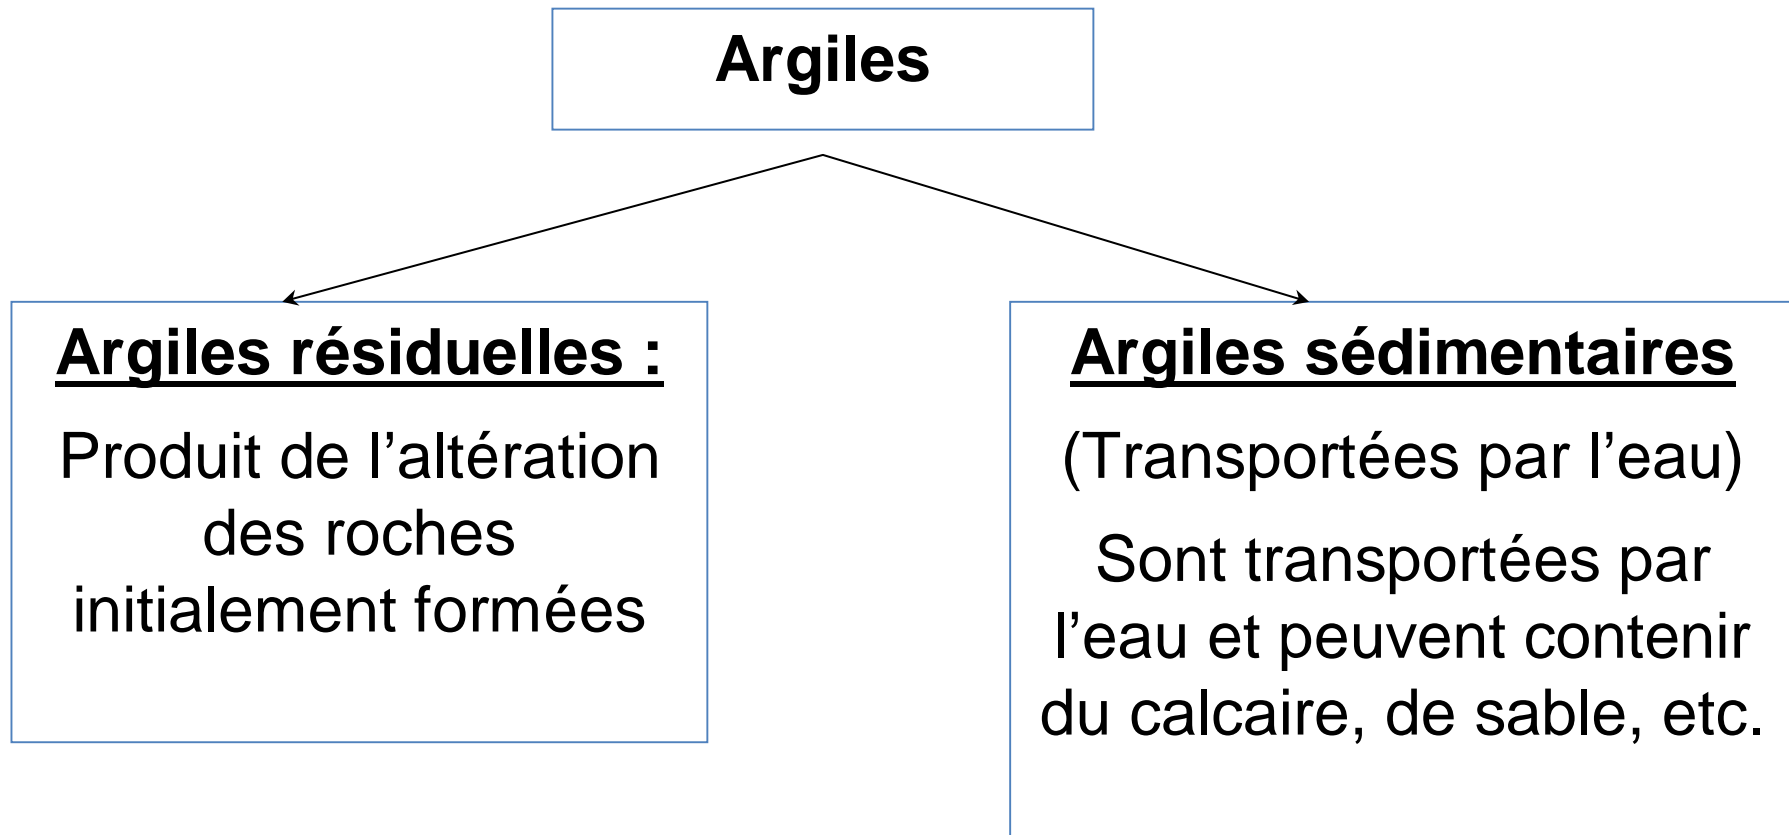 Argiles
Argiles résiduelles :
Produit de l’altération
des roches
initialement formées
Argiles sédimentaires
(Transportées par l’eau)
Sont transportées par
l’eau et peuvent contenir
du calcaire, de sable, etc.